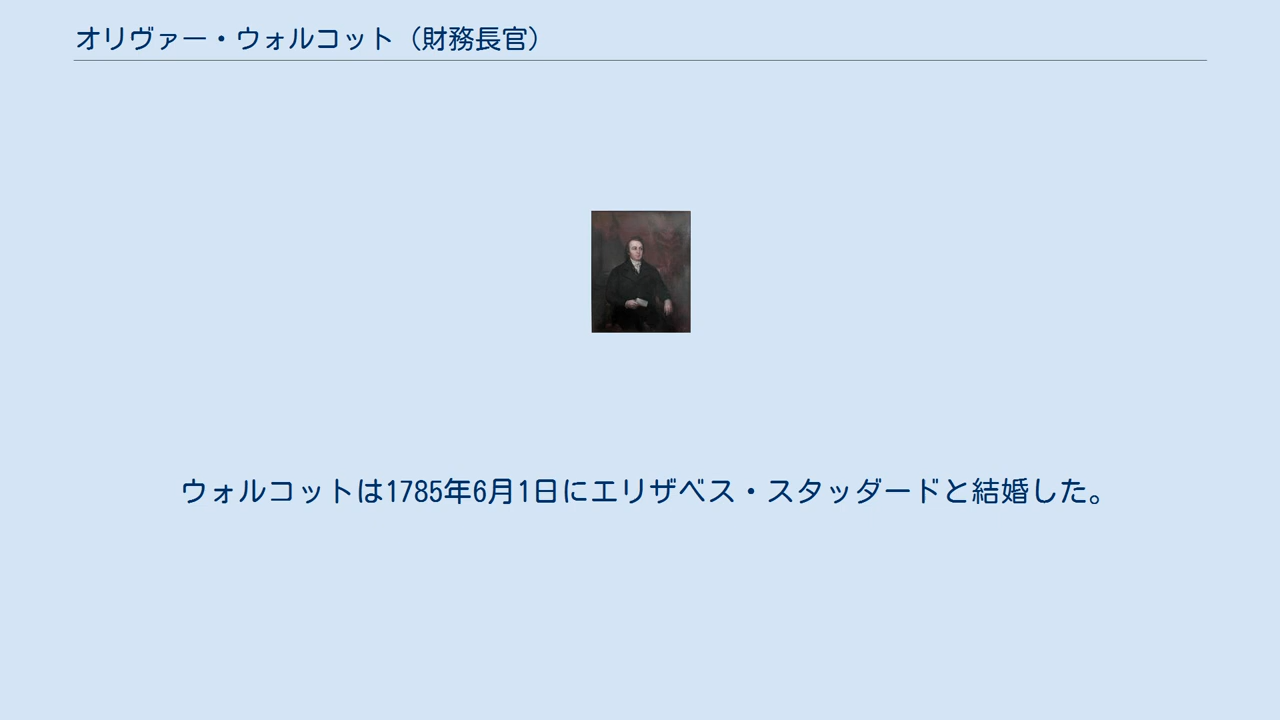 オリヴァー・ウォルコット（財務長官）
ウォルコットは1785年6月1日にエリザベス・スタッダードと結婚した。